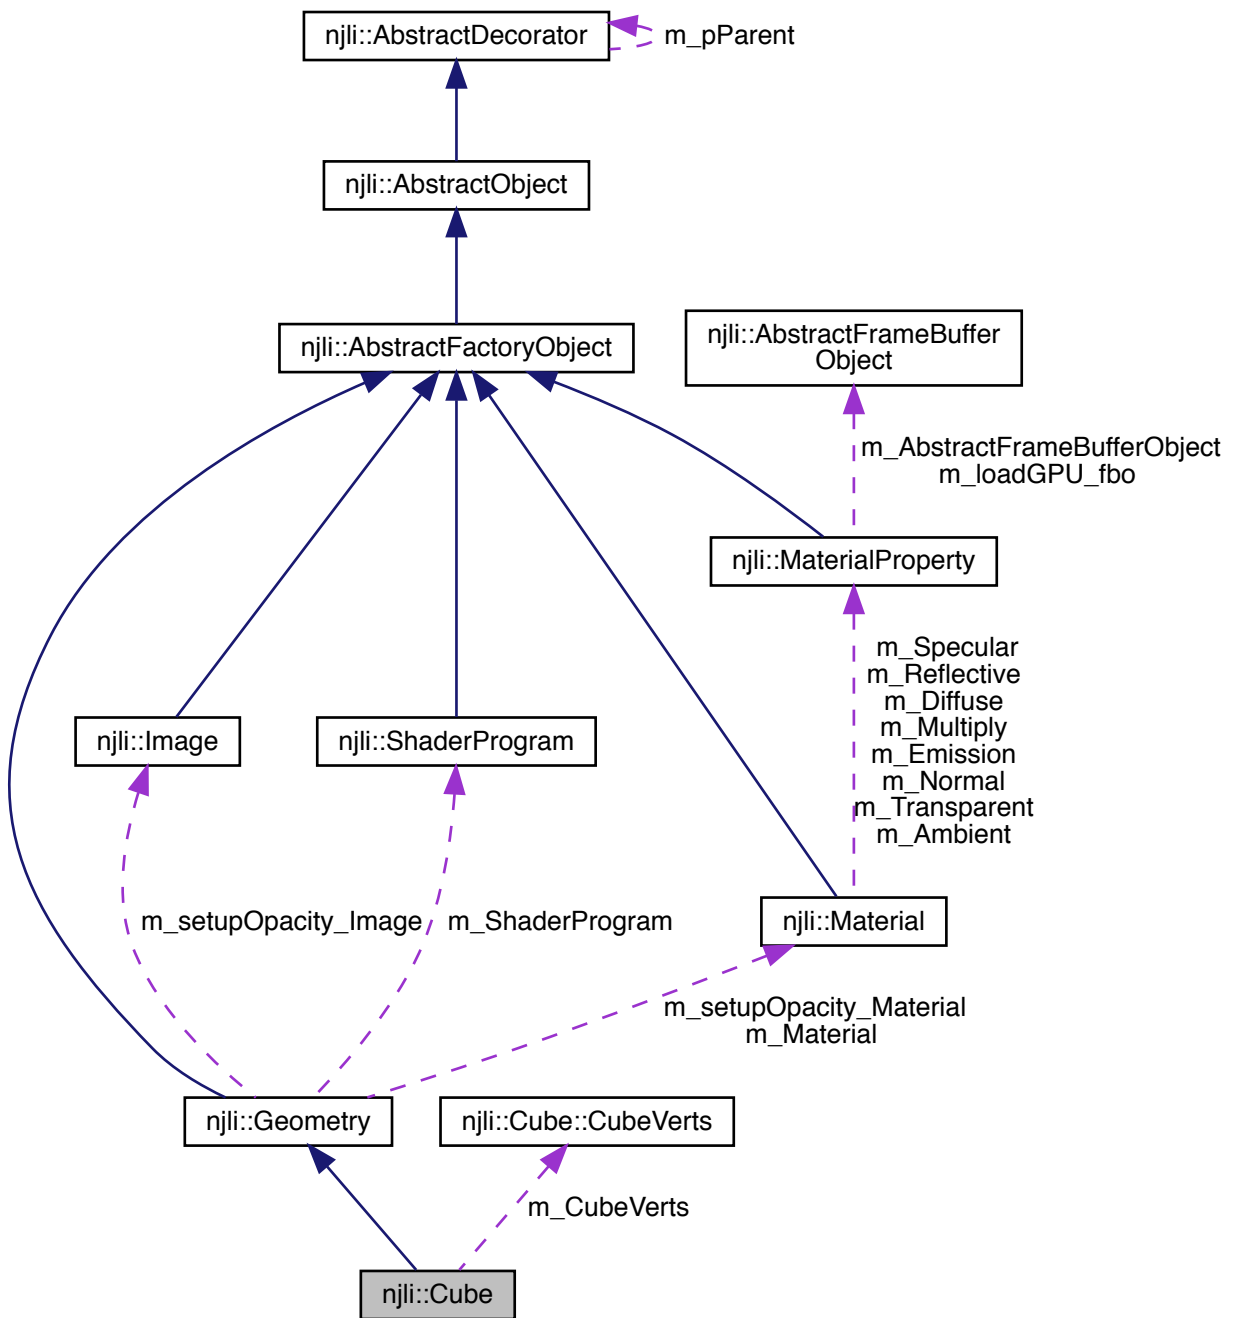 njli::AbstractDecorator
m_pParent
njli::AbstractObject
njli::AbstractFactoryObject
njli::AbstractFrameBuffer
Object
m_AbstractFrameBufferObject
m_loadGPU_fbo
njli::MaterialProperty
m_Specular
m_Reflective
m_Diffuse
m_Multiply
m_Emission
m_Normal
m_Transparent
m_Ambient
njli::Image
njli::ShaderProgram
m_setupOpacity_Image
m_ShaderProgram
njli::Material
m_setupOpacity_Material
m_Material
njli::Geometry
njli::Cube::CubeVerts
m_CubeVerts
njli::Cube